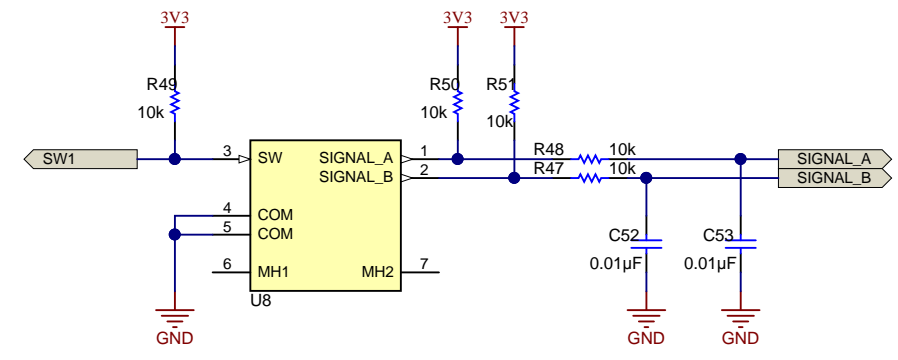 3V3
3V3
3V3
R49
10k
R50
10k
R51
10k
SW1
3
SW
SIGNAL_A
1
R48
10k
SIGNAL_A
SIGNAL_B
2
R47
10k
SIGNAL_B
4
COM
5
COM
C52
0.01µF
C53
0.01µF
6
MH1
MH2
7
U8
GND
GND
GND